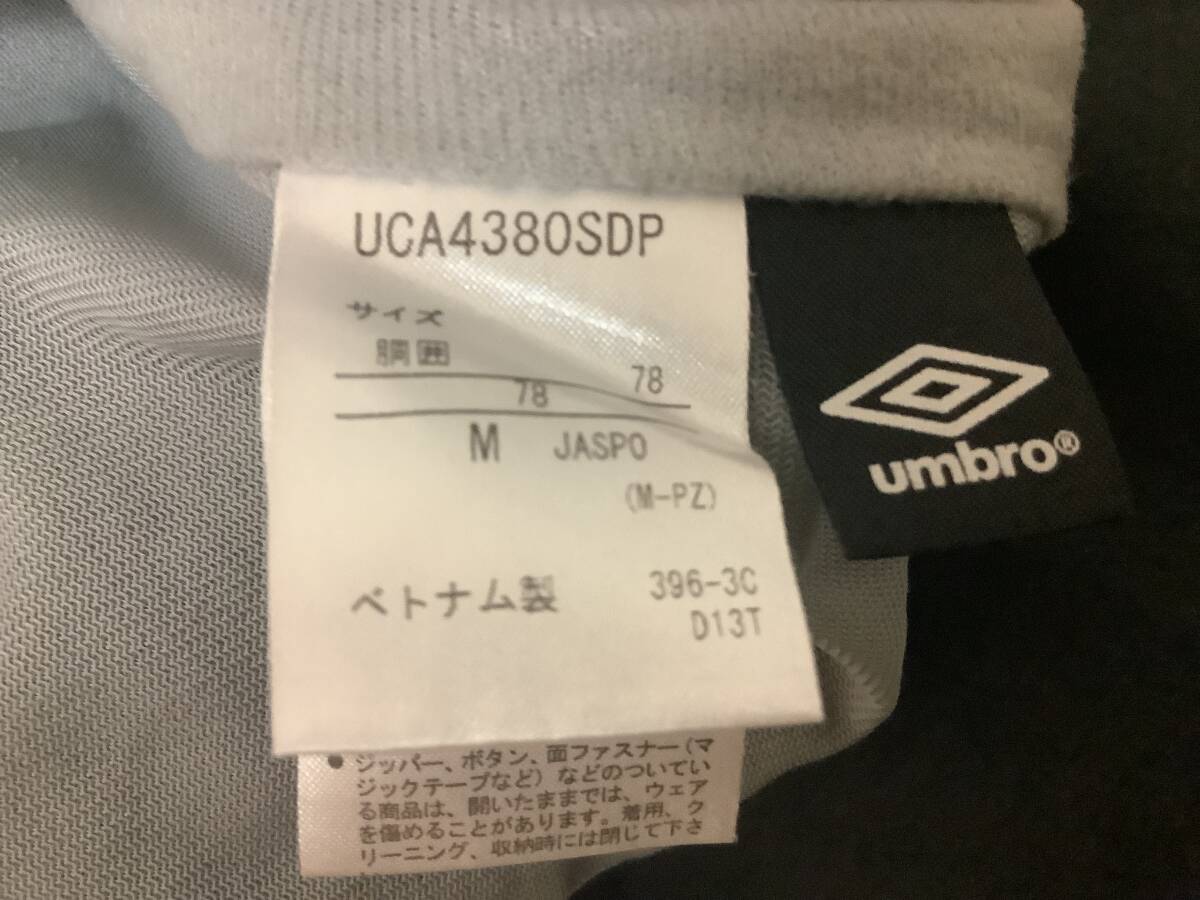 UCA4380SDP
サイズ
胴囲
78 78
M JASPO
(M-PZ)
ベトナム製 396-3C
D13T
umbro®
● ジッパー、ボタン、面ファスナー(マ
ジックテープなど)などのついてい
る商品は、開いたままでは、ウェア
を傷めることがあります。着用、ク
リーニング、収納時には閉じて下さ